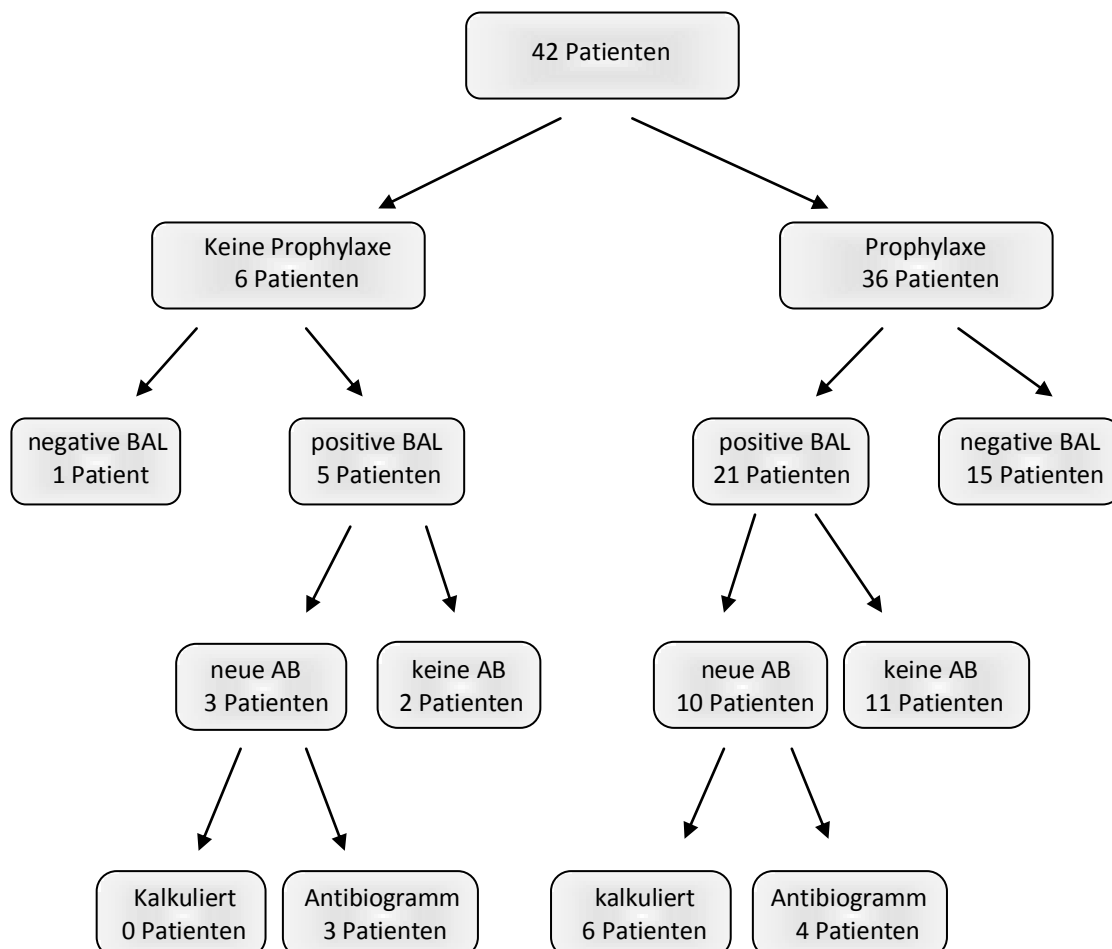 42 Patienten
Keine Prophylaxe
6 Patienten
Prophylaxe
36 Patienten
negative BAL
1 Patient
positive BAL
5 Patienten
positive BAL
21 Patienten
negative BAL
15 Patienten
neue AB
3 Patienten
keine AB
2 Patienten
neue AB
10 Patienten
keine AB
11 Patienten
Kalkuliert
0 Patienten
Antibiogramm
3 Patienten
kalkuliert
6 Patienten
Antibiogramm
4 Patienten